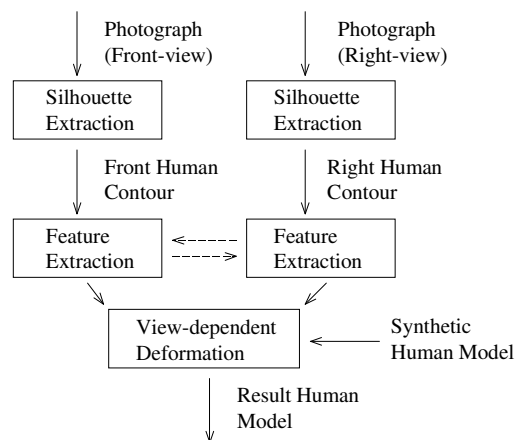 Photograph
(Front-view)
Photograph
(Right-view)
Silhouette
Extraction
Silhouette
Extraction
Front Human
Contour
Right Human
Contour
Feature
Extraction
Feature
Extraction
View-dependent
Deformation
Synthetic
Human Model
Result Human
Model